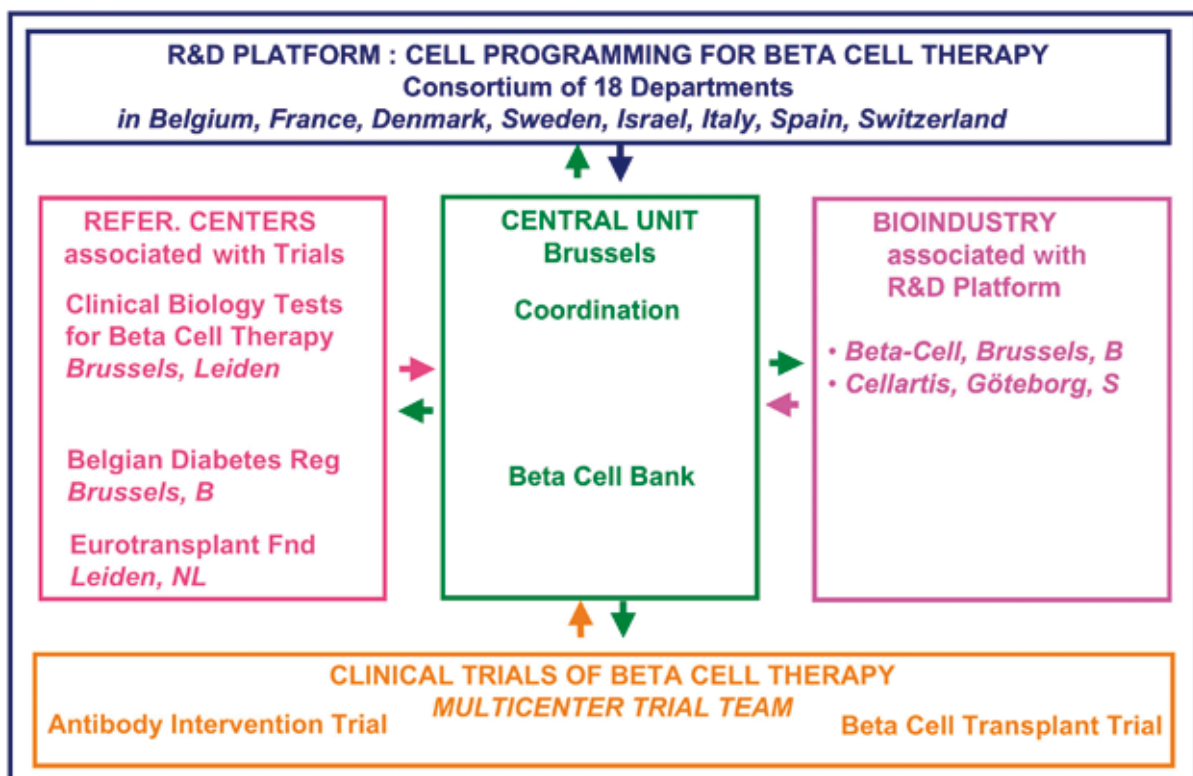 R&D PLATFORM : CELL PROGRAMMING FOR BETA CELL THERAPY
Consortium of 18 Departments
in Belgium, France, Denmark, Sweden, Israel, Italy, Spain, Switzerland
REFER. CENTERS
associated with Trials
Clinical Biology Tests
for Beta Cell Therapy
Brussels, Leiden
Belgian Diabetes Reg
Brussels, B
Eurotransplant Fnd
Leiden, NL
CENTRAL UNIT
Brussels
Coordination
Beta Cell Bank
BIOINDUSTRY
associated with
R&D Platform
• Beta-Cell, Brussels, B
• Cellartis, Göteborg, S
CLINICAL TRIALS OF BETA CELL THERAPY
MULTICENTER TRIAL TEAM
Antibody Intervention Trial
Beta Cell Transplant Trial